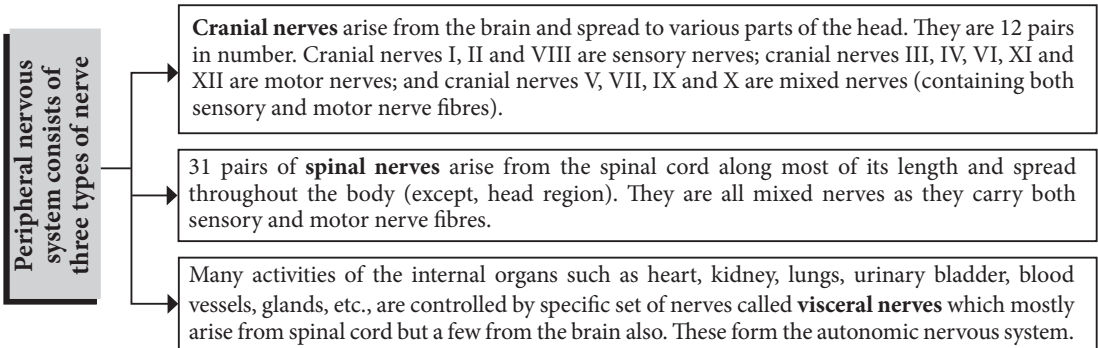 Peripheral nervous
system consists of
three types of nerve
Cranial nerves arise from the brain and spread to various parts of the head. They are 12 pairs
in number. Cranial nerves I, II and VIII are sensory nerves; cranial nerves III, IV, VI, XI and
XII are motor nerves; and cranial nerves V, VII, IX and X are mixed nerves (containing both
sensory and motor nerve fibres).
31 pairs of spinal nerves arise from the spinal cord along most of its length and spread
throughout the body (except, head region). They are all mixed nerves as they carry both
sensory and motor nerve fibres.
Many activities of the internal organs such as heart, kidney, lungs, urinary bladder, blood
vessels, glands, etc., are controlled by specific set of nerves called visceral nerves which mostly
arise from spinal cord but a few from the brain also. These form the autonomic nervous system.